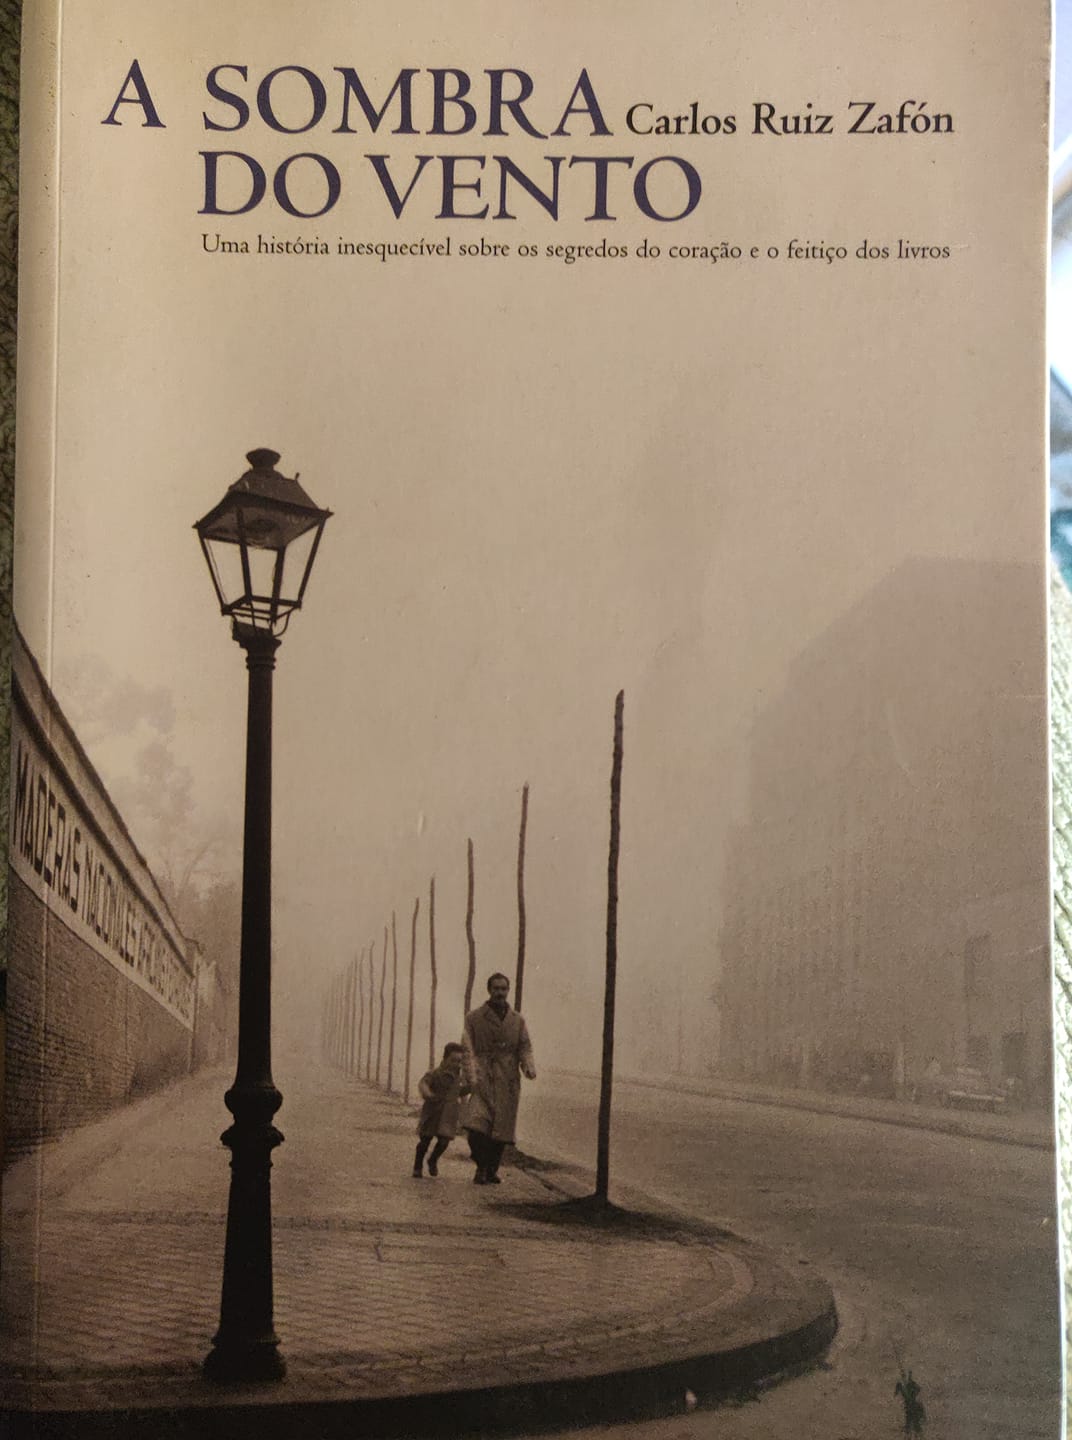 A SOMBRA Carlos Ruiz Zafón
DO VENTO
Uma história inesquecível sobre os segredos do coração e o feitiço dos livros
MADERAS NACIONALES